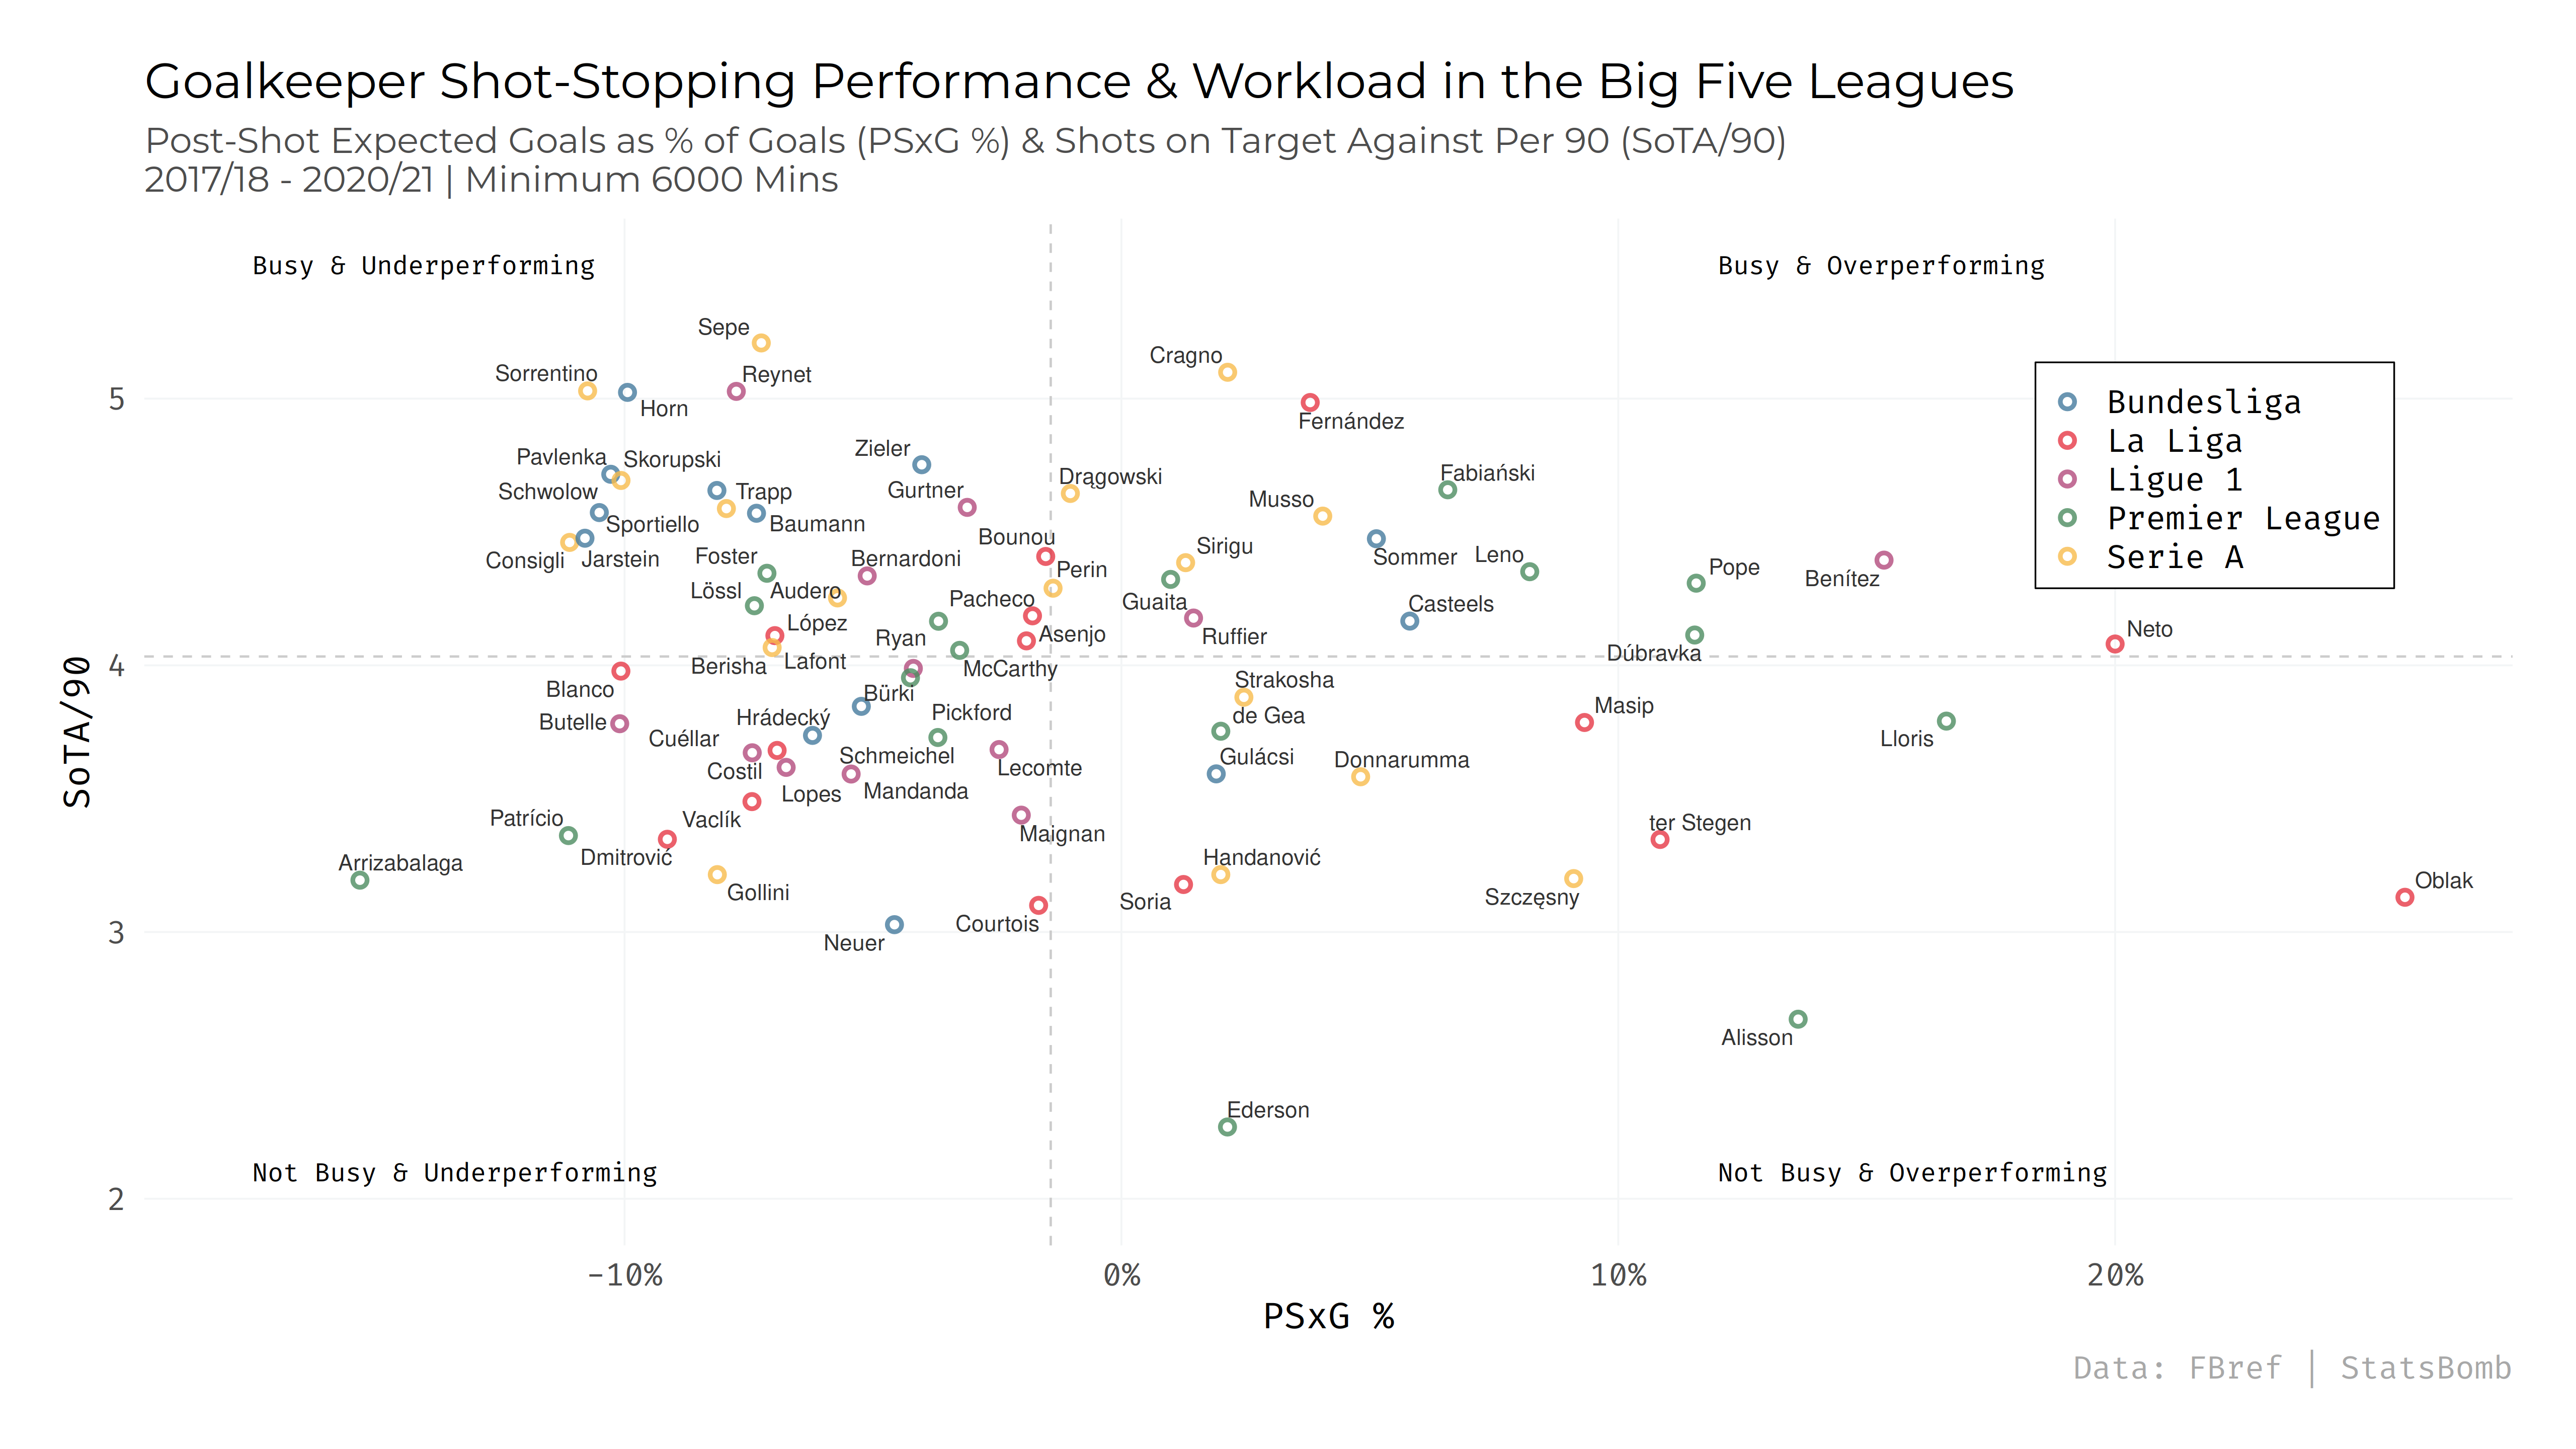 Goalkeeper Shot-Stopping Performance & Workload in the Big Five Leagues
Post-Shot Expected Goals as % of Goals (PSxG %) & Shots on Target Against Per 90 (SoTA/90)
2017/18 - 2020/21 | Minimum 6000 Mins
Busy & Underperforming
Busy & Overperforming
Sepe
Cragno
Sorrentino
Reynet
5
Horn
Fernández
Bundesliga
La Liga
Ligue 1
Premier League
Serie A
Zieler
Pavlenka
Skorupski
Drągowski
Fabiański
Schwolow
Trapp
Gurtner
Musso
Sportiello
Baumann
Bounou
Sirigu
Consigli
Jarstein
Foster
Bernardoni
Perin
Sommer
Leno
Pope
Benítez
Lössl
Audero
Pacheco
Guaita
Casteels
López
Ryan
Asenjo
Ruffier
Neto
Dúbravka
4
Berisha
Lafont
McCarthy
Strakosha
Blanco
Bürki
Masip
Butelle
Hrádecký
Pickford
de Gea
Cuéllar
Lloris
Costil
Schmeichel
Lecomte
Gulácsi
Donnarumma
Lopes
Mandanda
Patrício
Vaclík
Maignan
ter Stegen
Arrizabalaga
Dmitrović
Handanović
Gollini
Soria
Szczęsny
Oblak
Courtois
3
Neuer
Alisson
Ederson
Not Busy & Underperforming
Not Busy & Overperforming
2
SoTA/90
-10%
0%
10%
20%
PSxG %
Data: FBref | StatsBomb